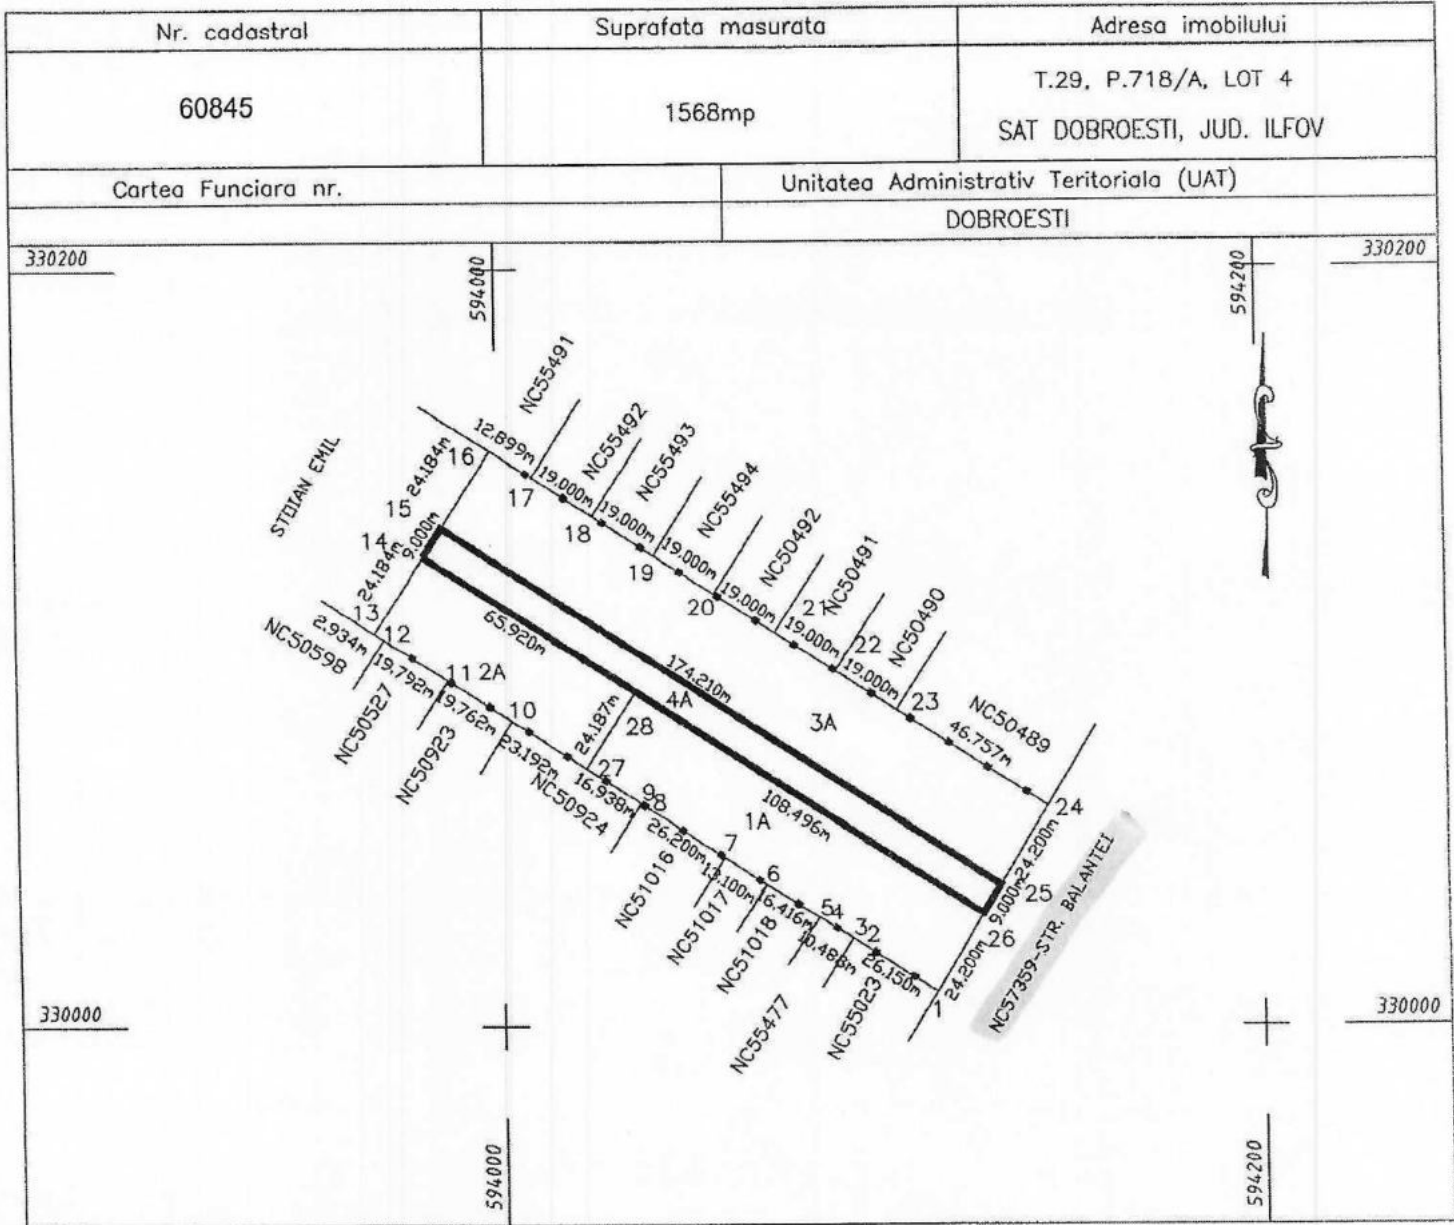 Nr. cadastral
Suprafata masurata
Adresa imobilului
60845
1568mp
T.29, P.718/A, LOT 4
SAT DOBROESTI, JUD. ILFOV
Cartea Funciara nr.
Unitatea Administrativ Teritoriala (UAT)
DOBROESTI
330200
594000
594200
330200
NC55491
NC55492
NC55493
NC55494
NC50492
NC50491
NC50490
NC50489
STOIAN EMIL
12.899m
19.000m
19.000m
19.000m
19.000m
19.000m
19.000m
46.757m
16
17
18
19
20
21
22
23
24
24.184m
15
9.000m
14
24.184m
13
12
2.934m
NC50598
19.792m
11
2A
NC50527
19.762m
10
NC50923
23.192m
NC50924
65.920m
174.210m
4A
3A
24.187m
28
27
16.938m
98
108.496m
1A
26.200m
7
NC51016
13.100m
6
NC51017
6.416m
54
NC51018
10.488m
32
NC55477
26.150m
NC55023
1
24.200m
26
9.000m
25
24.200m
NC57359-STR. BALANTEI
330000
330000
594000
594200